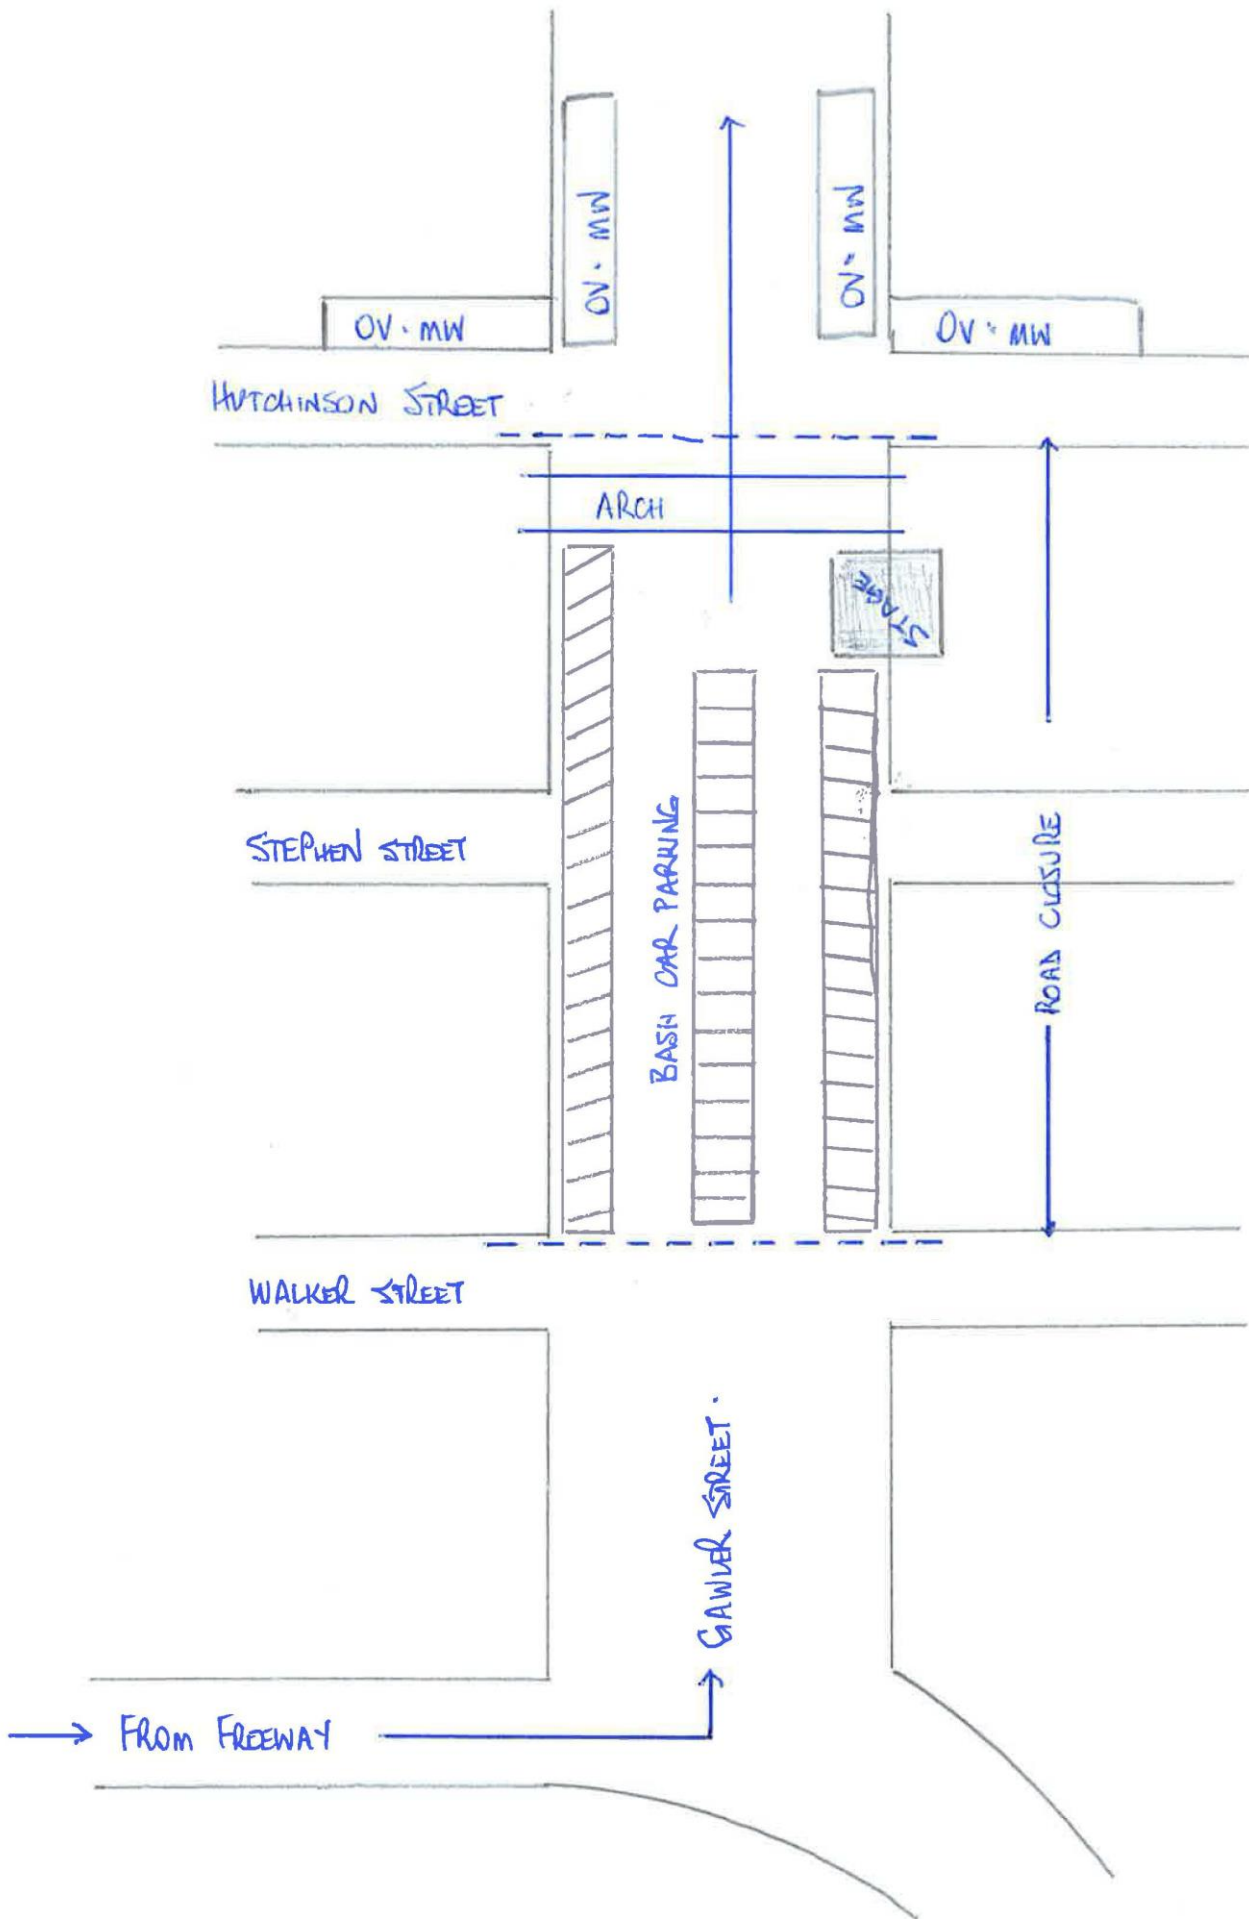 OV. MW
OV. MW
OV. MW
OV. MW
HUTCHINSON STREET
ARCH
STAGE
STEPHEN STREET
BASH CAR PARKING
ROAD CLOSURE
WALKER STREET
GAWLER STREET.
FROM FREEWAY